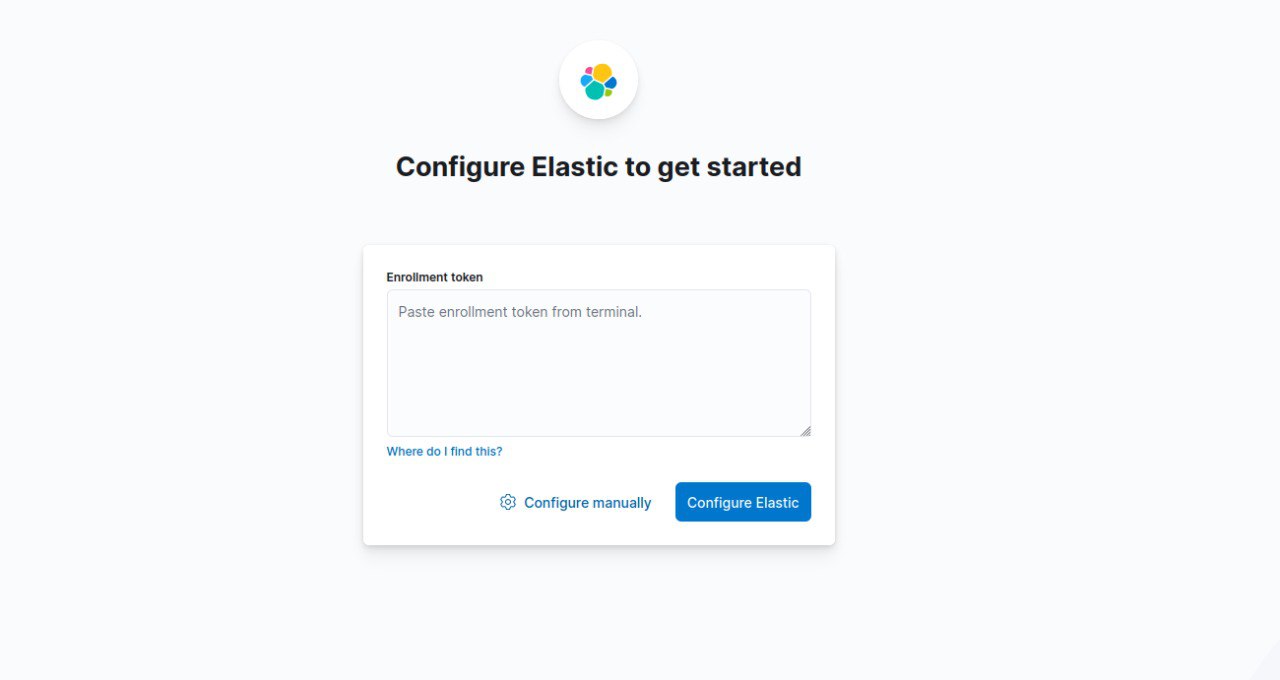 Configure Elastic to get started
Enrollment token
Paste enrollment token from terminal.
Where do I find this?
Configure manually
Configure Elastic